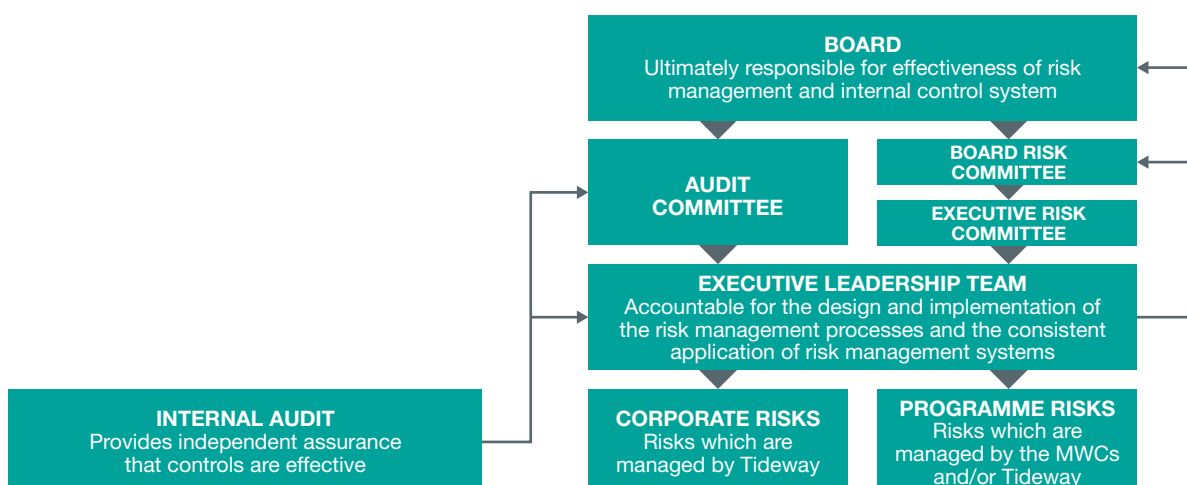 BOARD
Ultimately responsible for effectiveness of risk
management and internal control system
AUDIT
COMMITTEE
BOARD RISK
COMMITTEE
EXECUTIVE RISK
COMMITTEE
EXECUTIVE LEADERSHIP TEAM
Accountable for the design and implementation of
the risk management processes and the consistent
application of risk management systems
INTERNAL AUDIT
Provides independent assurance
that controls are effective
CORPORATE RISKS
Risks which are
managed by Tideway
PROGRAMME RISKS
Risks which are
managed by the MWCs
and/or Tideway